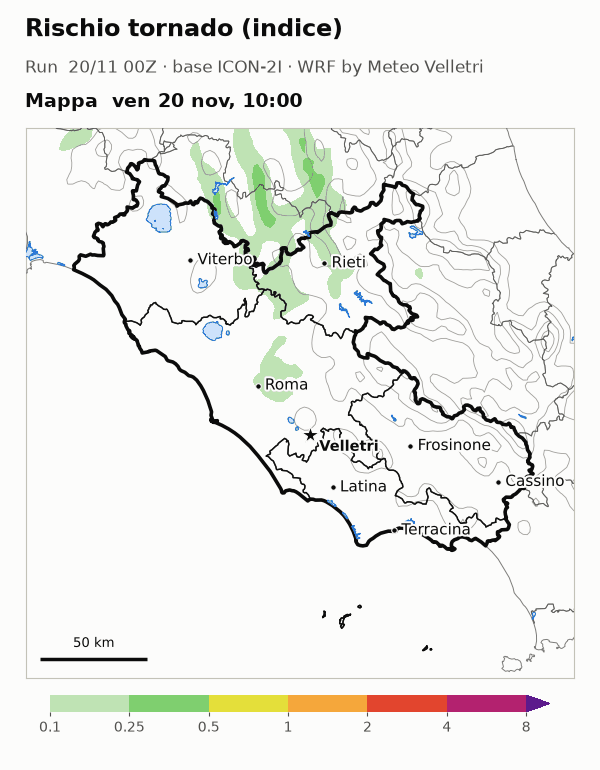 Rischio tornado (indice)
Run  20/11 00Z · base ICON-2I · WRF by Meteo Velletri
Mappa  ven 20 nov, 10:00
Viterbo
Rieti
Roma
Velletri
Frosinone
Cassino
Latina
Terracina
50 km
0.1 0.25 0.5 1 2 4 8